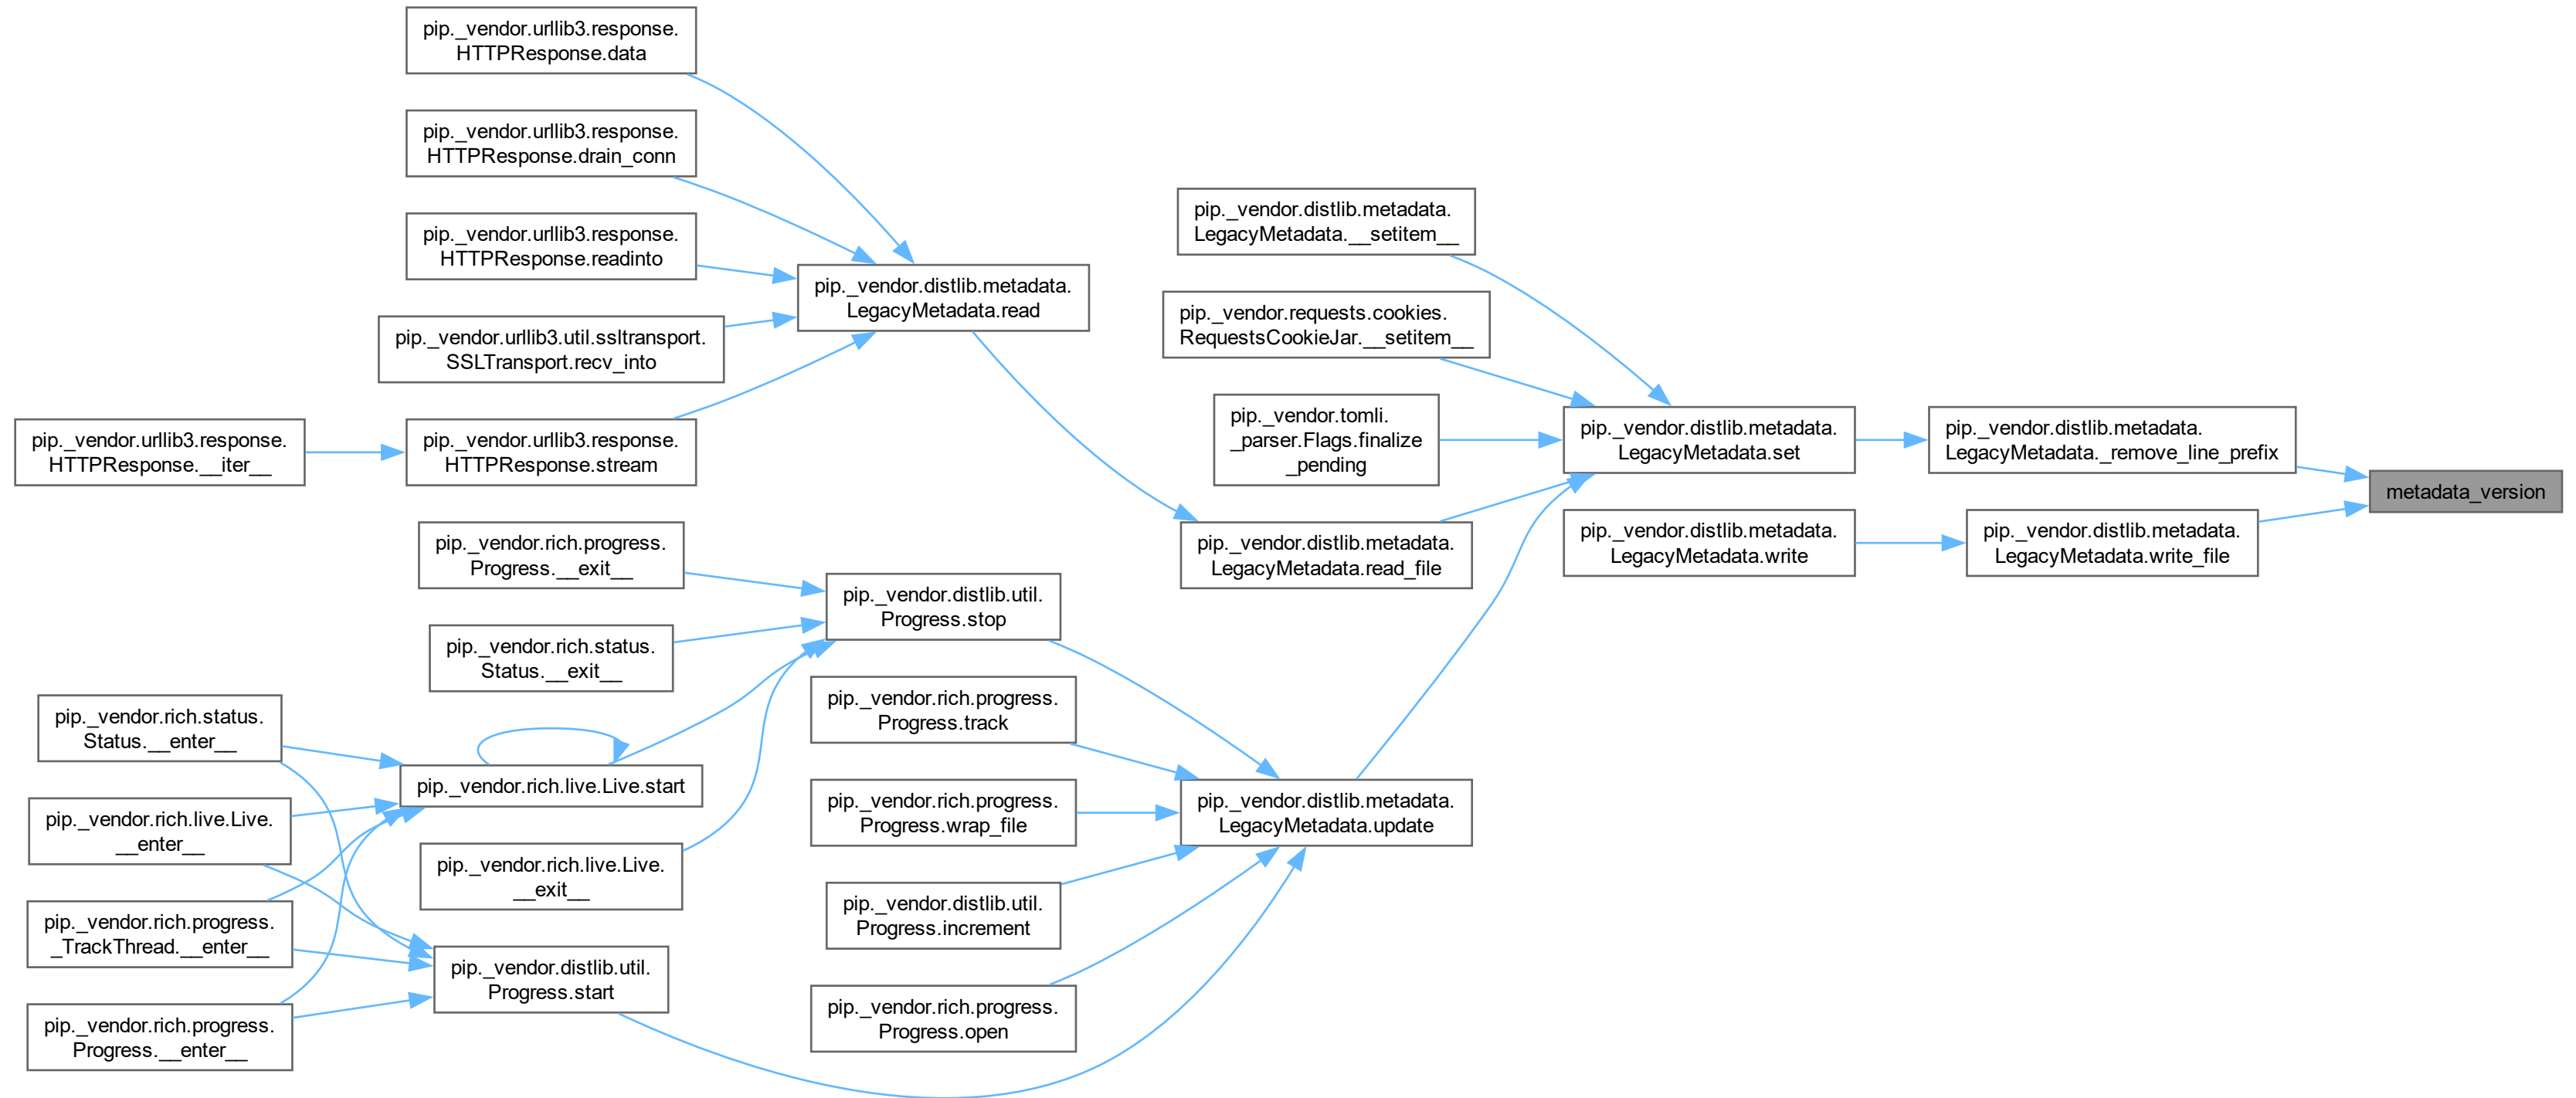 pip._vendor.urllib3.response.
HTTPResponse.data
pip._vendor.urllib3.response.
HTTPResponse.drain_conn
pip._vendor.urllib3.response.
HTTPResponse.readinto
pip._vendor.urllib3.util.ssltransport.
SSLTransport.recv_into
pip._vendor.urllib3.response.
HTTPResponse.__iter__
pip._vendor.urllib3.response.
HTTPResponse.stream
pip._vendor.distlib.metadata.
LegacyMetadata.read
pip._vendor.distlib.metadata.
LegacyMetadata.__setitem__
pip._vendor.requests.cookies.
RequestsCookieJar.__setitem__
pip._vendor.tomli.
_parser.Flags.finalize
_pending
pip._vendor.distlib.metadata.
LegacyMetadata.read_file
pip._vendor.distlib.metadata.
LegacyMetadata.set
pip._vendor.distlib.metadata.
LegacyMetadata._remove_line_prefix
metadata_version
pip._vendor.distlib.metadata.
LegacyMetadata.write
pip._vendor.distlib.metadata.
LegacyMetadata.write_file
pip._vendor.rich.progress.
Progress.__exit__
pip._vendor.rich.status.
Status.__exit__
pip._vendor.distlib.util.
Progress.stop
pip._vendor.rich.status.
Status.__enter__
pip._vendor.rich.live.Live.start
pip._vendor.rich.live.Live.
__enter__
pip._vendor.rich.live.Live.
__exit__
pip._vendor.rich.progress.
_TrackThread.__enter__
pip._vendor.rich.progress.
Progress.__enter__
pip._vendor.distlib.util.
Progress.start
pip._vendor.rich.progress.
Progress.track
pip._vendor.rich.progress.
Progress.wrap_file
pip._vendor.distlib.util.
Progress.increment
pip._vendor.rich.progress.
Progress.open
pip._vendor.distlib.metadata.
LegacyMetadata.update